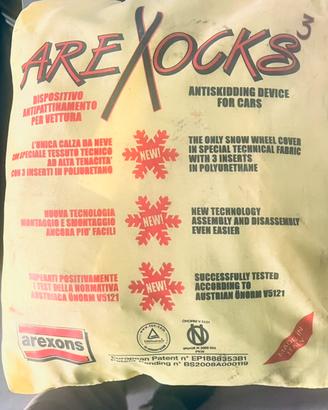 AREXOCKS3
DISPOSITIVO
ANTIPATTINAMENTO
PER VETTURA
ANTISKIDDING DEVICE
FOR CARS
L'UNICA CALZA DA NEVE
CON SPECIALE TESSUTO TECNICO
AD ALTA TENACITA'
CON 3 INSERTI IN POLIURETANO
NEW!
THE ONLY SNOW WHEEL COVER
IN SPECIAL TECHNICAL FABRIC
WITH 3 INSERTS
IN POLYURETHANE
NUOVA TECNOLOGIA
MONTAGGIO E SMONTAGGIO
ANCORA PIU' FACILI
NEW!
NEW TECHNOLOGY
ASSEMBLY AND DISASSEMBLY
EVEN EASIER
SUPERATI POSITIVAMENTE
I TEST DELLA NORMATIVA
AUSTRIACA ÖNORM V5121
NEW!
SUCCESSFULLY TESTED
ACCORDING TO
AUSTRIAN ÖNORM V5121
arexons
MADE IN
ITALY
European Patent n° EP1888353B1
Pending n° BS2008A000119